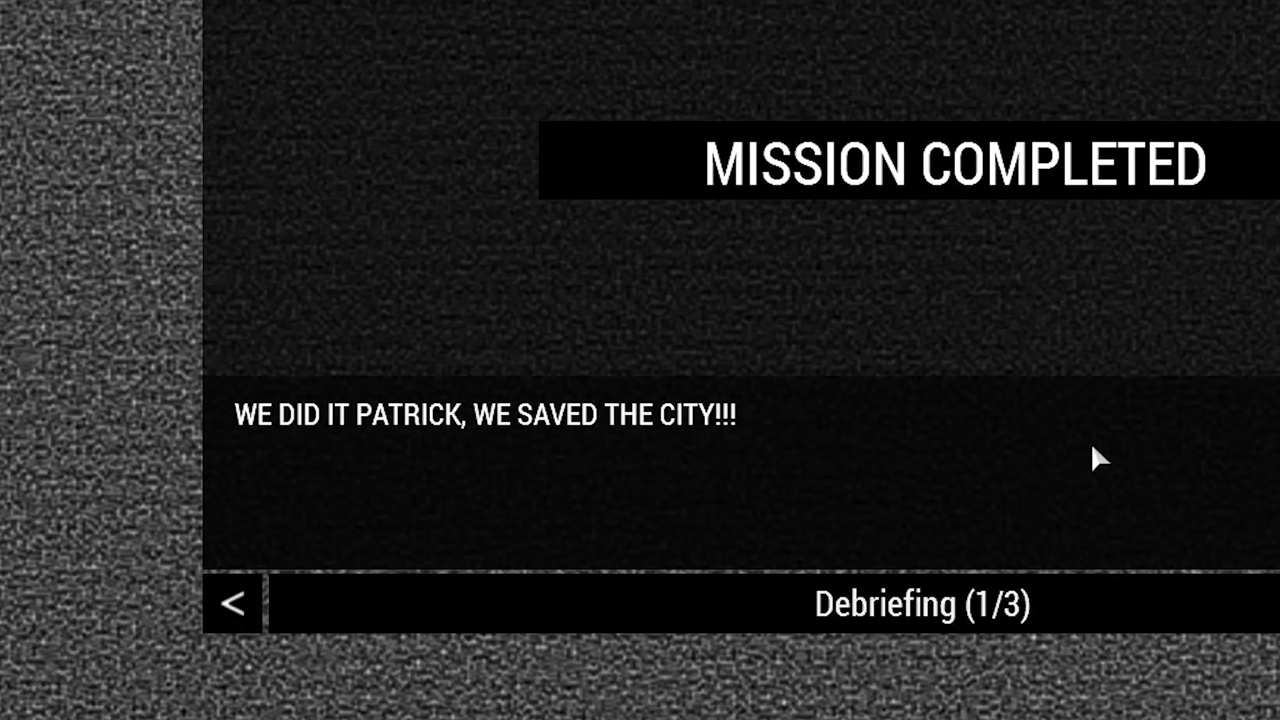 MISSION COMPLETED
WE DID IT PATRICK, WE SAVED THE CITY!!!
< Debriefing (1/3)